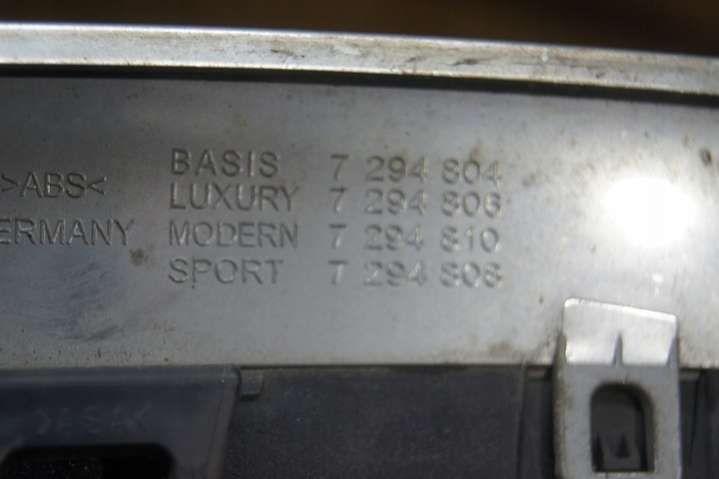 BASIS 7 294 804
>ABS< LUXURY 7 294 806
ERMANY MODERN 7 294 810
SPORT 7 294 808